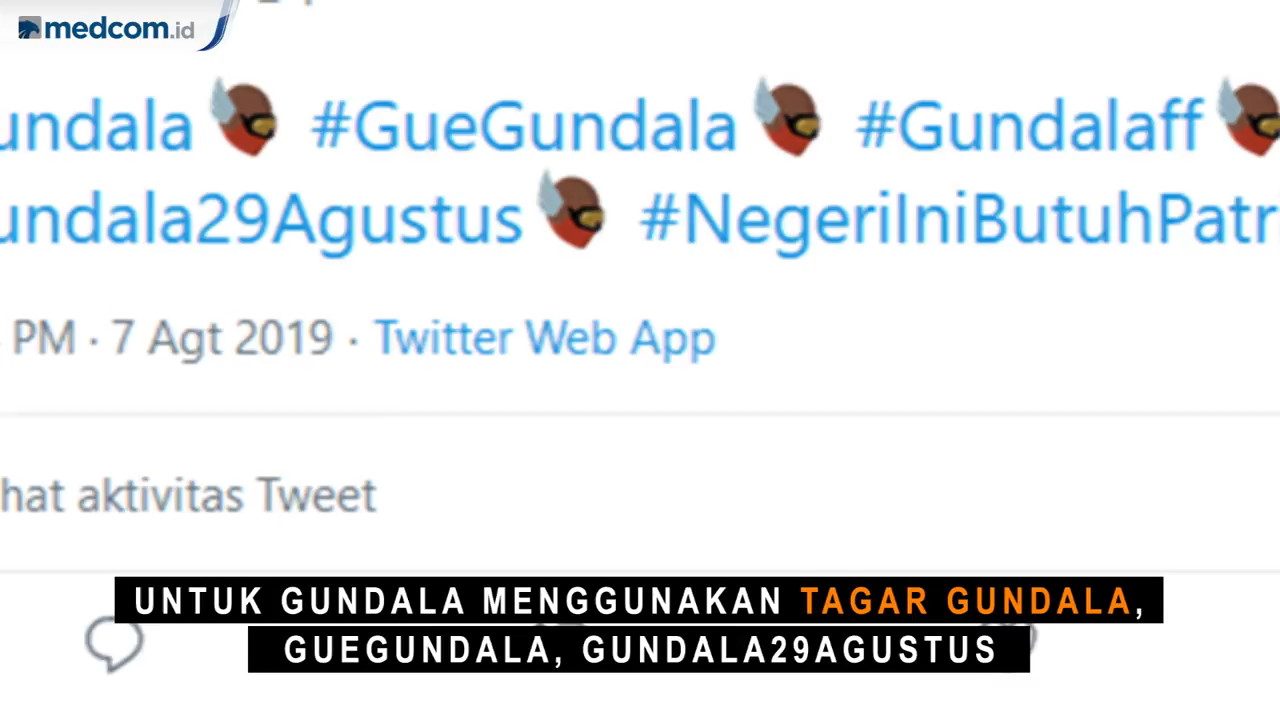 medcom.id
undala #GueGundala #Gundalaff
undala29Agustus #NegeriIniButuhPatr
PM · 7 Agt 2019 · Twitter Web App
hat aktivitas Tweet
UNTUK GUNDALA MENGGUNAKAN TAGAR GUNDALA,
GUEGUNDALA, GUNDALA29AGUSTUS